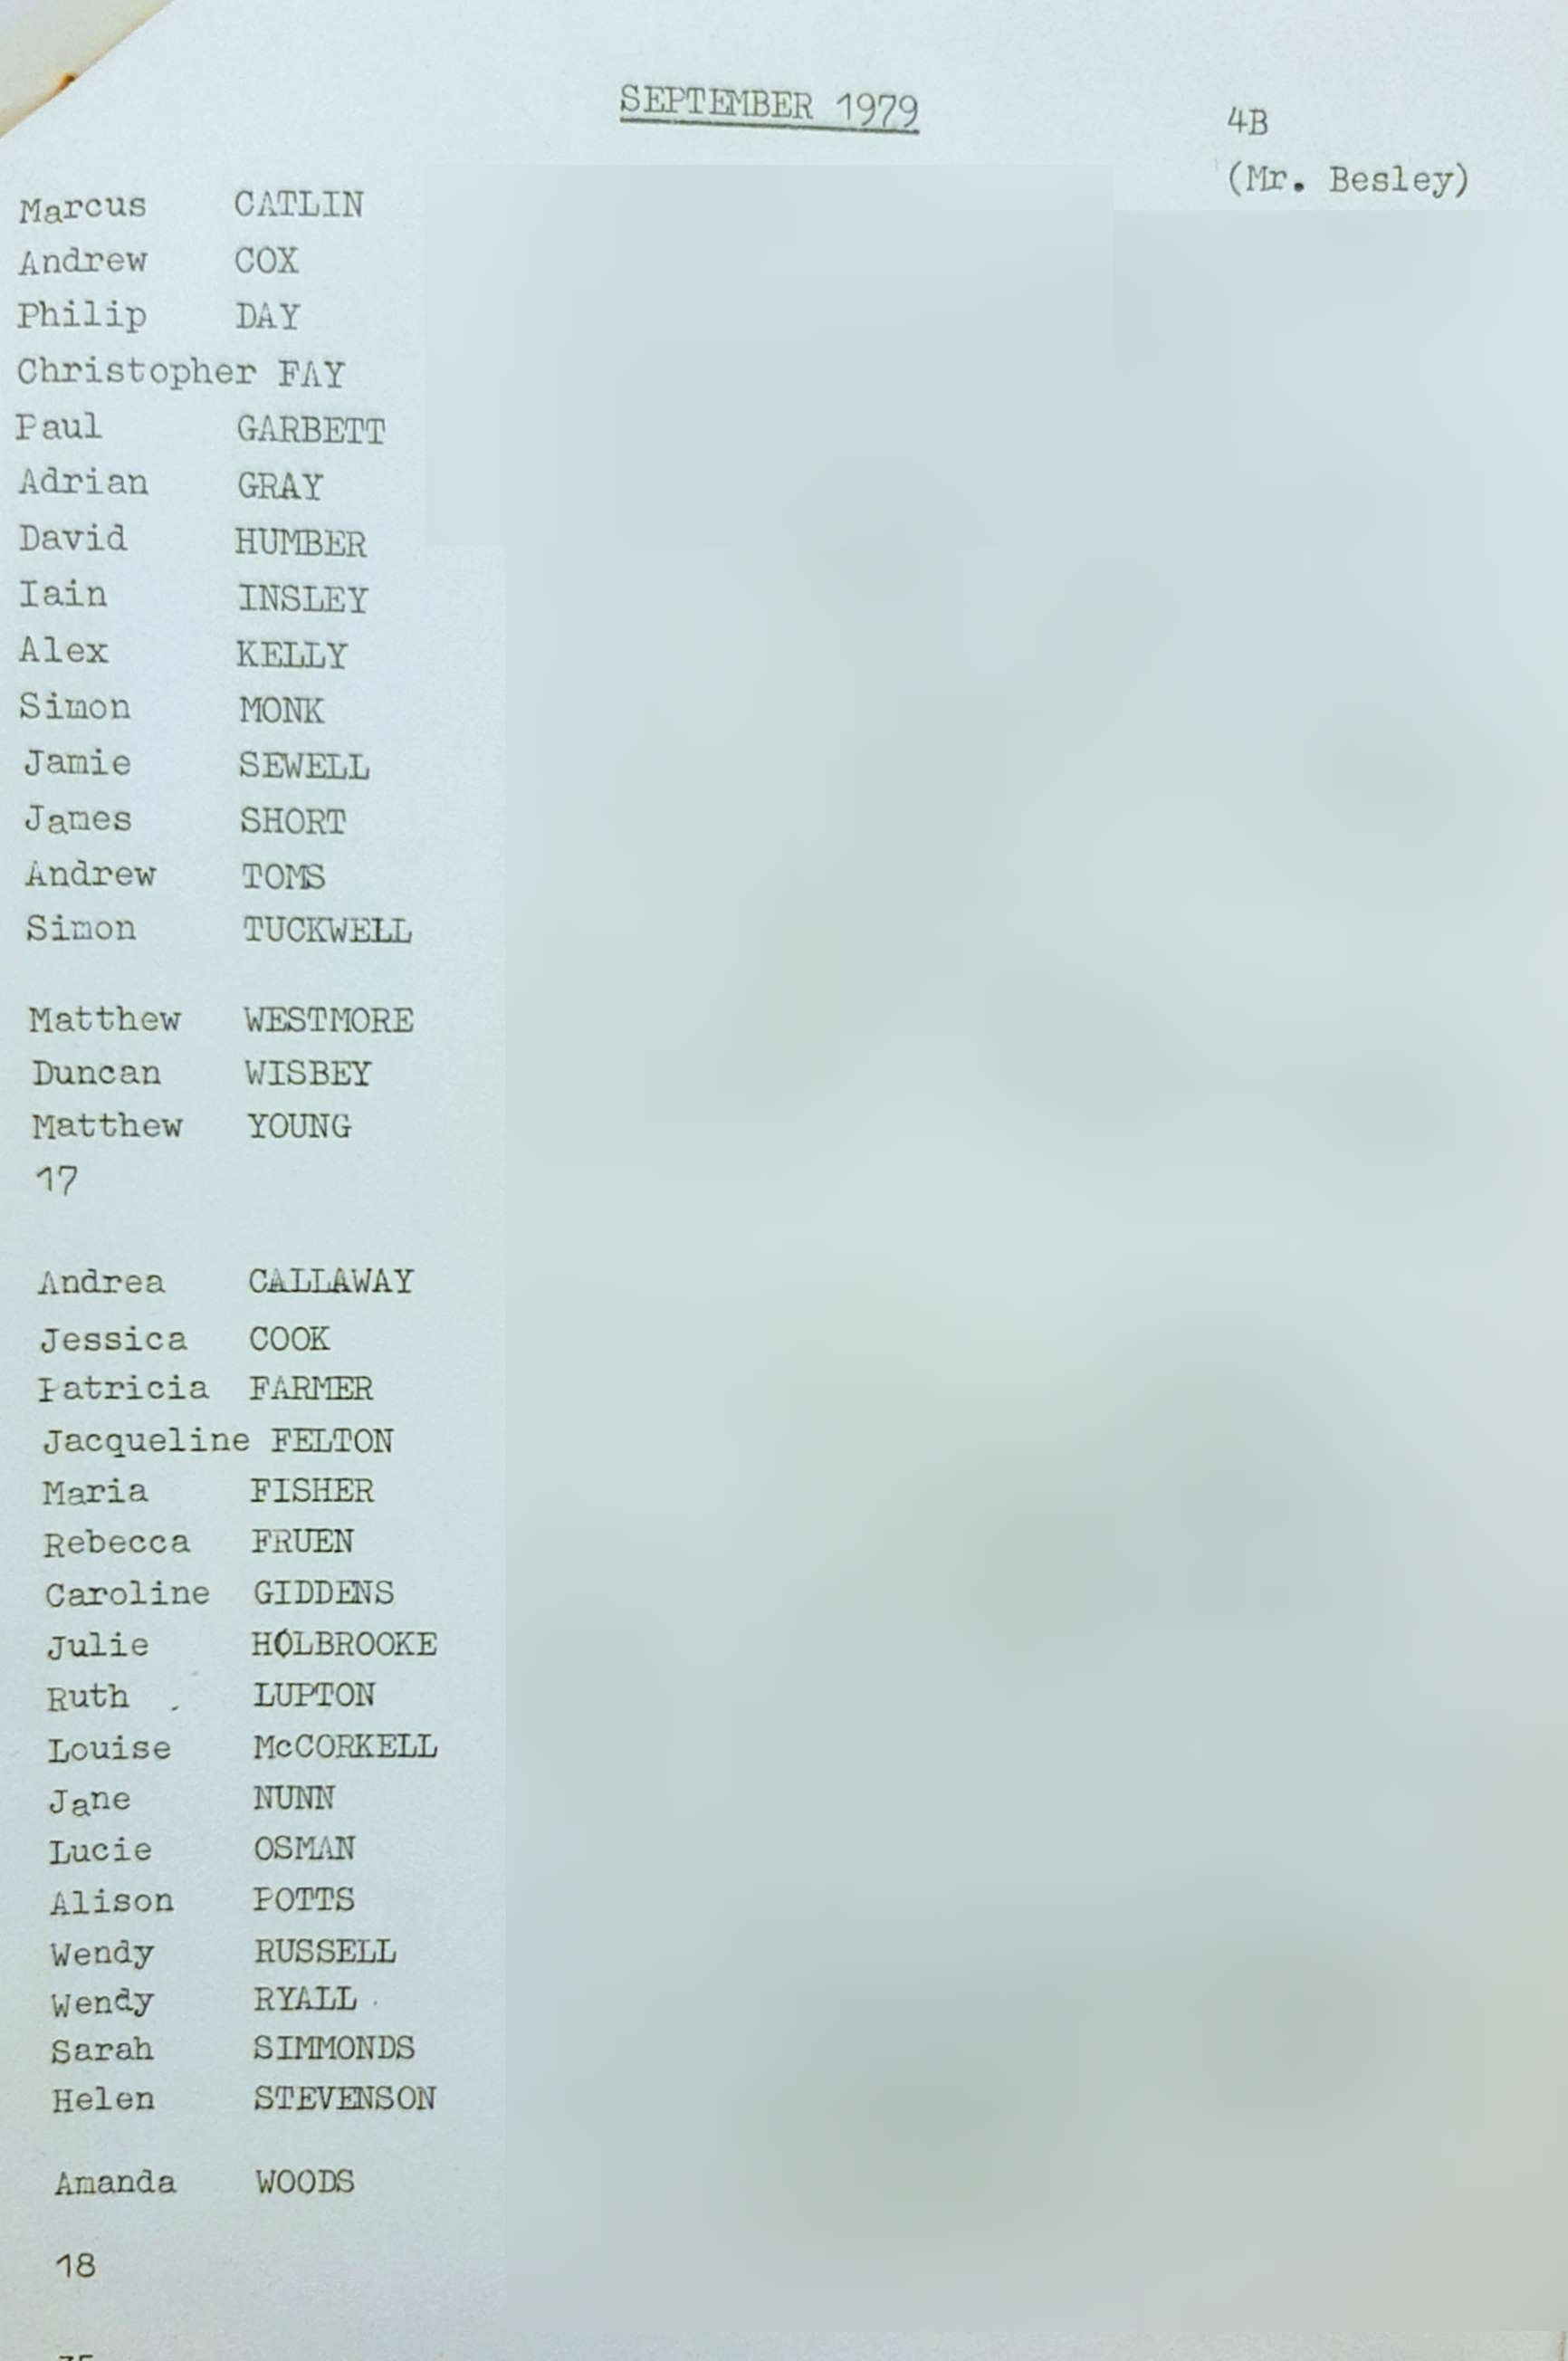 SEPTEMBER 1979
4B
(Mr. Besley)
Marcus CATLIN
Andrew COX
Philip DAY
Christopher FAY
Paul GARBETT
Adrian GRAY
David HUMBER
Iain INSLEY
Alex KELLY
Simon MONK
Jamie SEWELL
James SHORT
Andrew TOMS
Simon TUCKWELL
Matthew WESTMORE
Duncan WISBEY
Matthew YOUNG
17
Andrea CALLAWAY
Jessica COOK
Patricia FARMER
Jacqueline FELTON
Maria FISHER
Rebecca FRUEN
Caroline GIDDENS
Julie HOLBROOKE
Ruth LUPTON
Louise McCORKELL
Jane NUNN
Lucie OSMAN
Alison POTTS
Wendy RUSSELL
Wendy RYALL
Sarah SIMMONDS
Helen STEVENSON
Amanda WOODS
18